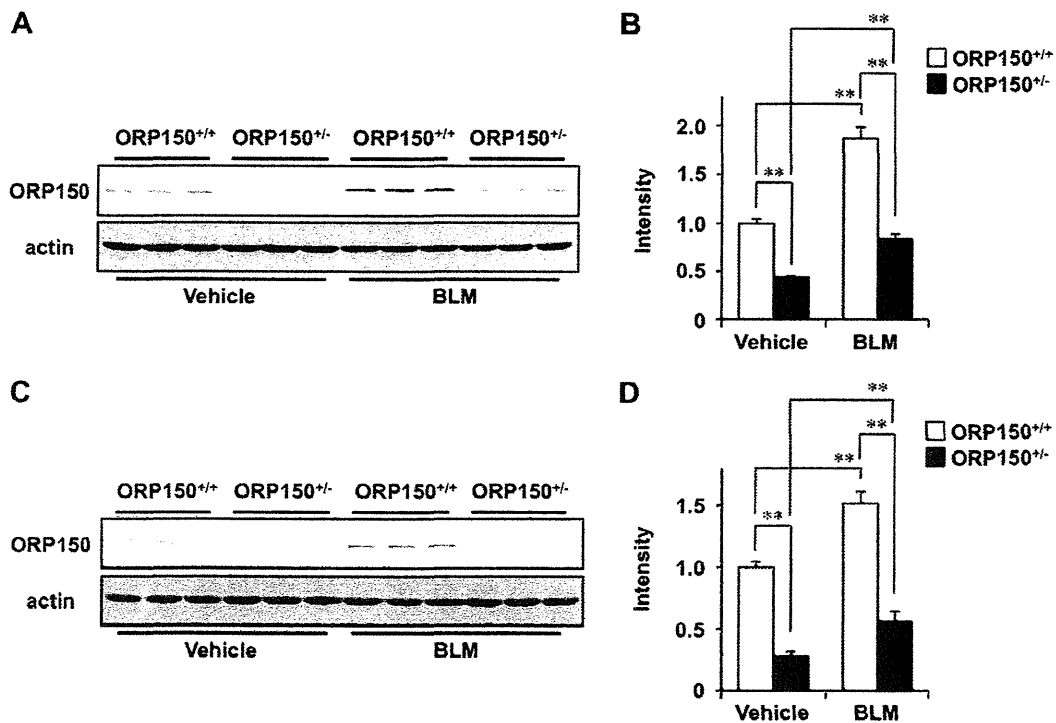 A
ORP150+/+ ORP150+/- ORP150+/+ ORP150+/-
ORP150
actin
Vehicle BLM
B
ORP150+/+
ORP150+/-
**
**
**
**
Intensity
2.0
1.5
1.0
0.5
0
Vehicle BLM
C
ORP150+/+ ORP150+/- ORP150+/+ ORP150+/-
ORP150
actin
Vehicle BLM
D
ORP150+/+
ORP150+/-
**
**
**
**
Intensity
1.5
1.0
0.5
0
Vehicle BLM